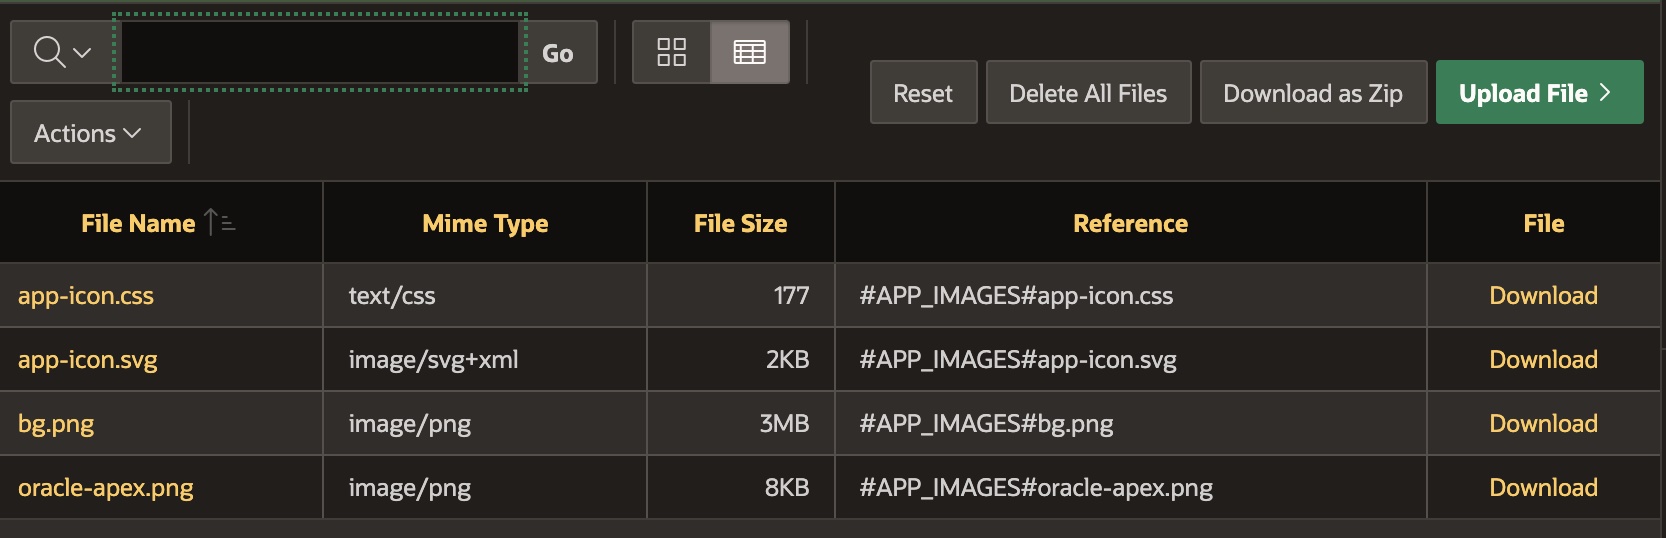 Go
Reset Delete All Files Download as Zip Upload File
Actions
File Name Mime Type File Size Reference File
app-icon.css text/css 177 #APP_IMAGES#app-icon.css Download
app-icon.svg image/svg+xml 2KB #APP_IMAGES#app-icon.svg Download
bg.png image/png 3MB #APP_IMAGES#bg.png Download
oracle-apex.png image/png 8KB #APP_IMAGES#oracle-apex.png Download